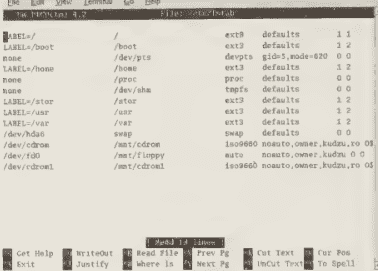 File Edit View Terminal Go Help
File: /etc/fstab
LABEL=/ / ext3 defaults 1 1
LABEL=/boot /boot ext3 defaults 1 2
none /dev/pts devpts gid=5,mode=620 0 0
LABEL=/home /home ext3 defaults 1 2
none /proc proc defaults 0 0
none /dev/shm tmpfs defaults 0 0
LABEL=/stor /stor ext3 defaults 1 2
LABEL=/usr /usr ext3 defaults 1 2
LABEL=/var /var ext3 defaults 1 2
/dev/hda6 swap swap defaults 0 0
/dev/cdrom /mnt/cdrom iso9660 noauto,owner,kudzu,ro 0$
/dev/fd0 /mnt/floppy auto noauto,owner,kudzu 0 0
/dev/cdrom1 /mnt/cdrom1 iso9660 noauto,owner,kudzu,ro 0$
[ Read 14 lines ]
^G Get Help ^O WriteOut ^R Read File ^Y Prev Pg ^K Cut Text ^C Cur Pos
^X Exit ^J Justify ^W Where is ^V Next Pg ^U UnCut Text ^T To Spell